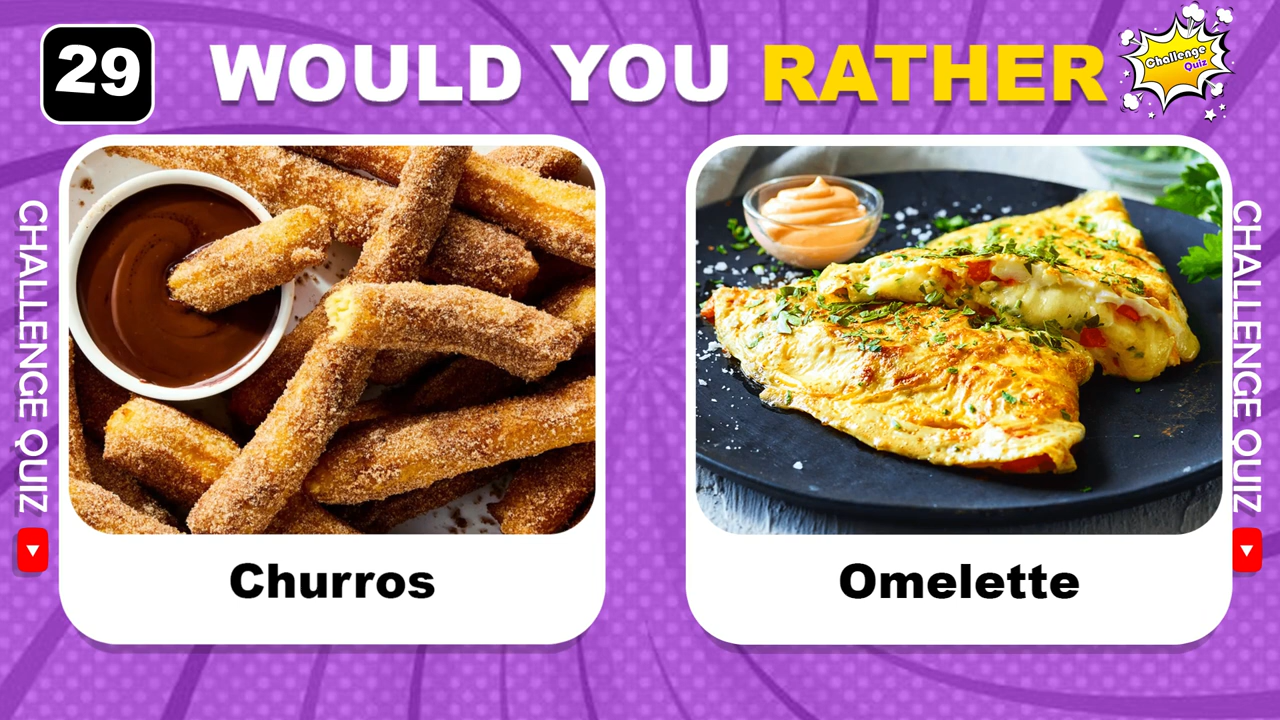 29
WOULD YOU RATHER
Challenge
Quiz
CHALLENGE QUIZ
CHALLENGE QUIZ
Churros
Omelette